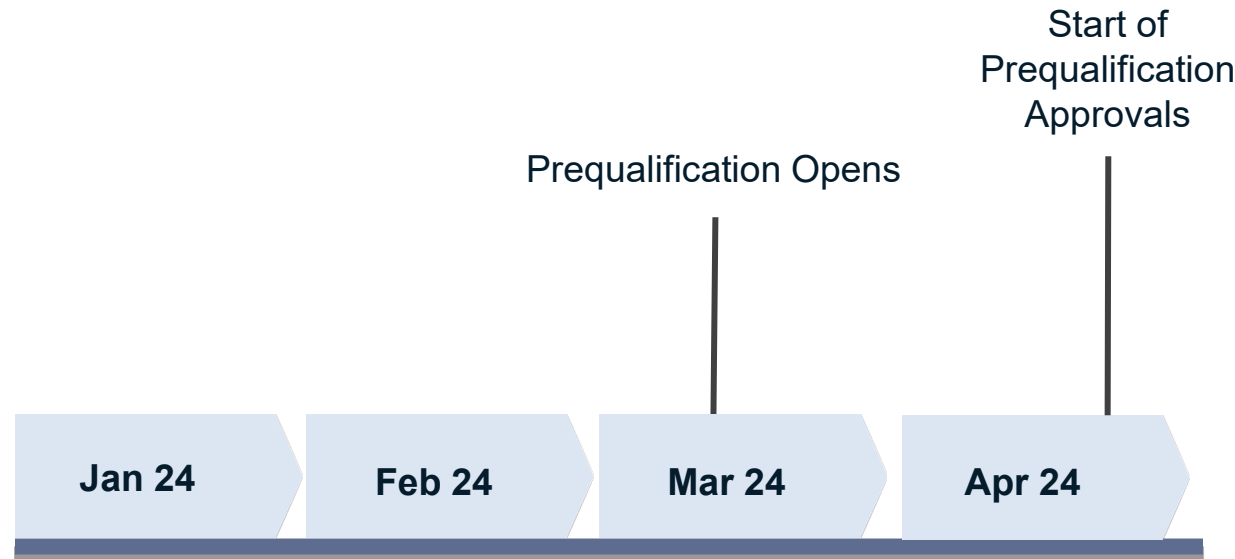 Start of
Prequalification
Approvals
Prequalification Opens
Jan 24
Feb 24
Mar 24
Apr 24